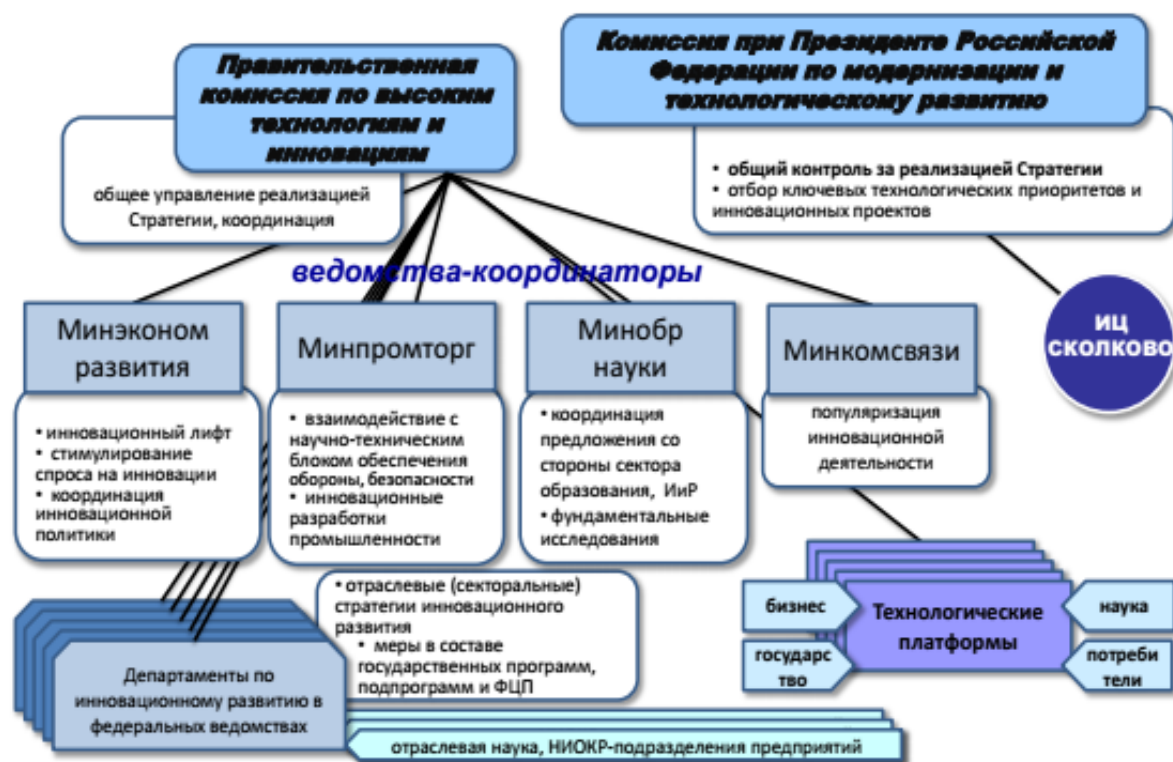 Правительственная
комиссия по высоким
технологиям и
инновациям
общее управление реализацией
Стратегии, координация
Комиссия при Президенте Российской
Федерации по модернизации и
технологическому развитию
• общий контроль за реализацией Стратегии
• отбор ключевых технологических приоритетов и
инновационных проектов
ведомства-координаторы
ИЦ
СКОЛКОВО
Минэконом
развития
• инновационный лифт
• стимулирование
спроса на инновации
• координация
инновационной
политики
Минпромторг
• взаимодействие с
научно-техническим
блоком обеспечения
обороны, безопасности
• инновационные
разработки
промышленности
Минобр
науки
• координация
предложения со
стороны сектора
образования, ИиР
• фундаментальные
исследования
Минкомсвязи
популяризация
инновационной
деятельности
• отраслевые (секторальные)
стратегии инновационного
развития
• меры в составе
государственных программ,
подпрограмм и ФЦП
Департаменты по
инновационному развитию в
федеральных ведомствах
отраслевая наука, НИОКР-подразделения предприятий
бизнес
государс
тво
Технологические
платформы
наука
потреби
тели